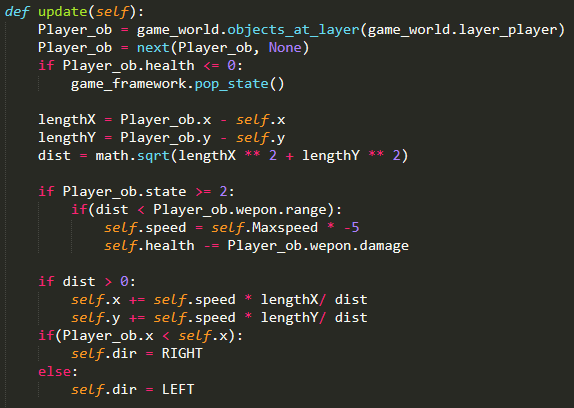 def update(self):
    Player_ob = game_world.objects_at_layer(game_world.layer_player)
    Player_ob = next(Player_ob, None)
    if Player_ob.health <= 0:
        game_framework.pop_state()

    lengthX = Player_ob.x - self.x
    lengthY = Player_ob.y - self.y
    dist = math.sqrt(lengthX ** 2 + lengthY ** 2)

    if Player_ob.state >= 2:
        if(dist < Player_ob.wepon.range):
            self.speed = self.Maxspeed * -5
            self.health -= Player_ob.wepon.damage

    if dist > 0:
        self.x += self.speed * lengthX/ dist
        self.y += self.speed * lengthY/ dist
    if(Player_ob.x < self.x):
        self.dir = RIGHT
    else:
        self.dir = LEFT